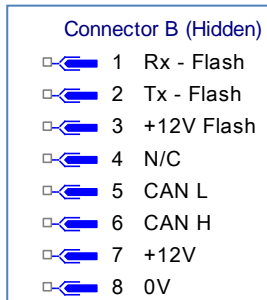 Connector B (Hidden)
1 Rx - Flash
2 Tx - Flash
3 +12V Flash
4 N/C
5 CAN L
6 CAN H
7 +12V
8 0V